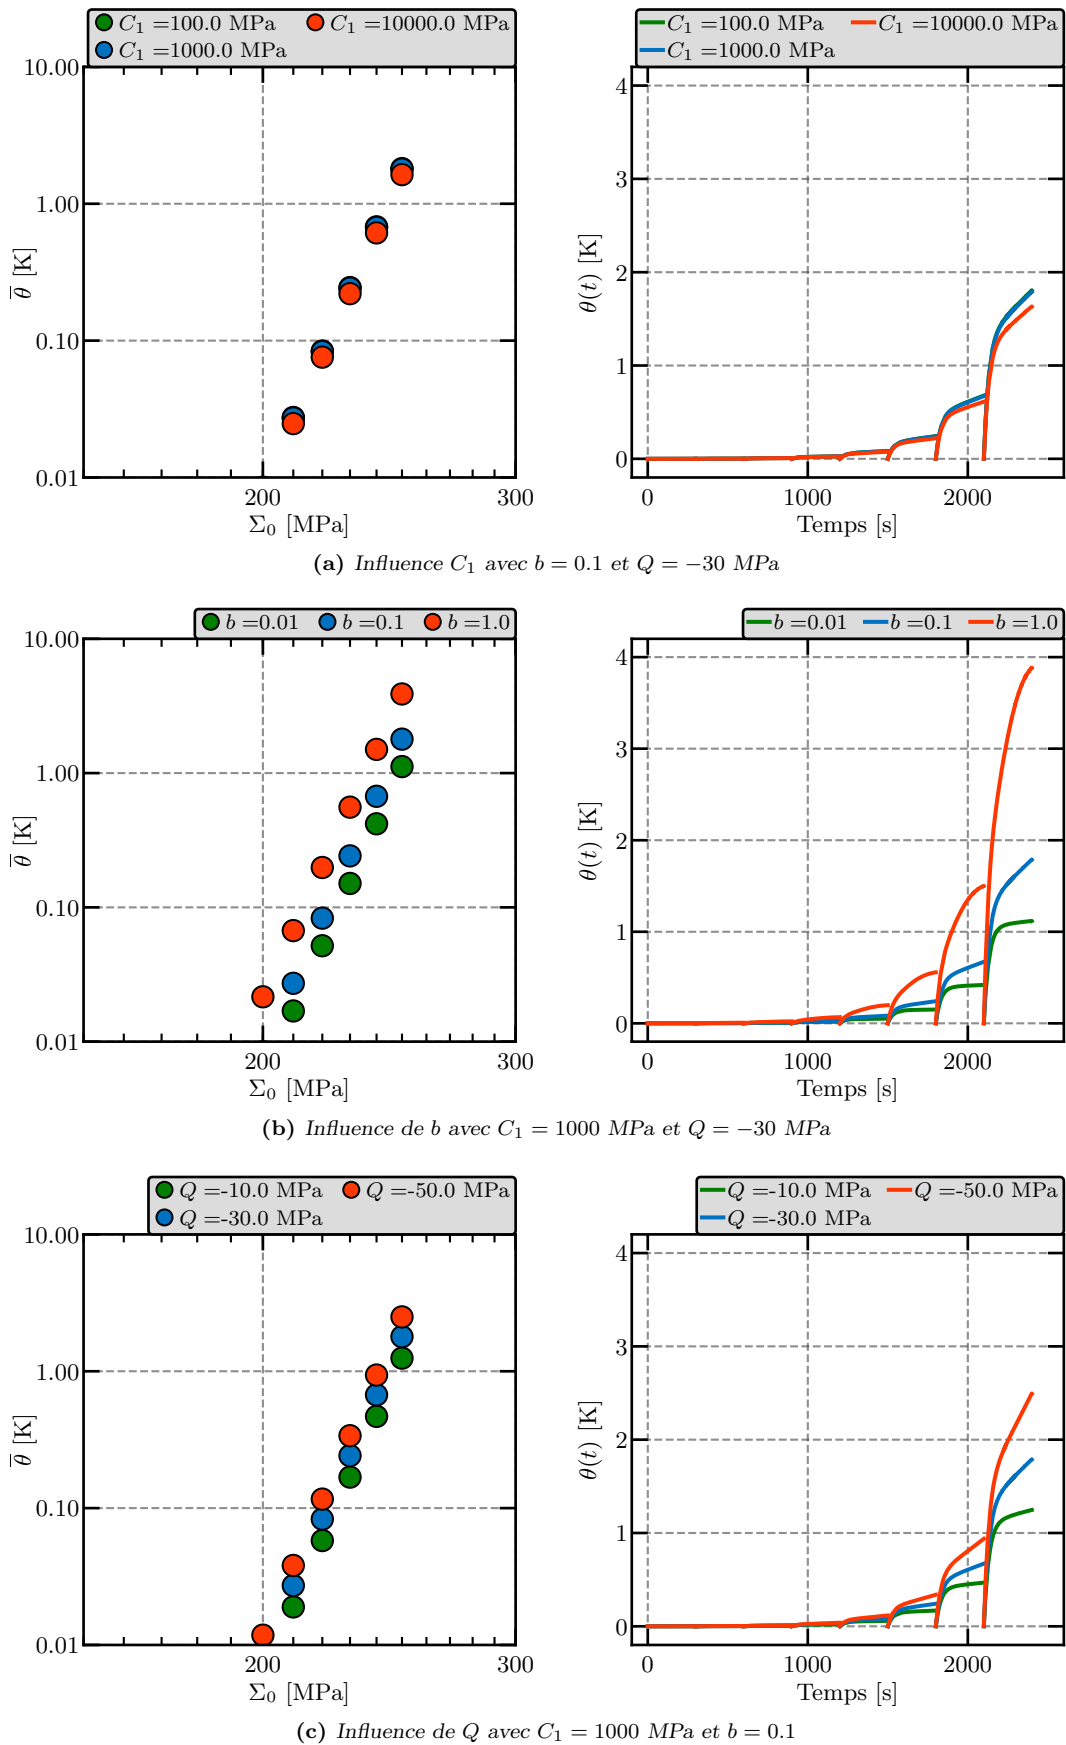 C₁ =100.0 MPa C₁ =10000.0 MPa
C₁ =1000.0 MPa
10.00
1.00
0.10
0.01
θ̄ [K]
200 300
Σ₀ [MPa]
C₁ =100.0 MPa C₁ =10000.0 MPa
C₁ =1000.0 MPa
4
3
2
1
0
θ(t) [K]
0 1000 2000
Temps [s]
(a) Influence C₁ avec b = 0.1 et Q = −30 MPa
b =0.01 b =0.1 b =1.0
10.00
1.00
0.10
0.01
θ̄ [K]
200 300
Σ₀ [MPa]
b =0.01 b =0.1 b =1.0
4
3
2
1
0
θ(t) [K]
0 1000 2000
Temps [s]
(b) Influence de b avec C₁ = 1000 MPa et Q = −30 MPa
Q =-10.0 MPa Q =-50.0 MPa
Q =-30.0 MPa
10.00
1.00
0.10
0.01
θ̄ [K]
200 300
Σ₀ [MPa]
Q =-10.0 MPa Q =-50.0 MPa
Q =-30.0 MPa
4
3
2
1
0
θ(t) [K]
0 1000 2000
Temps [s]
(c) Influence de Q avec C₁ = 1000 MPa et b = 0.1